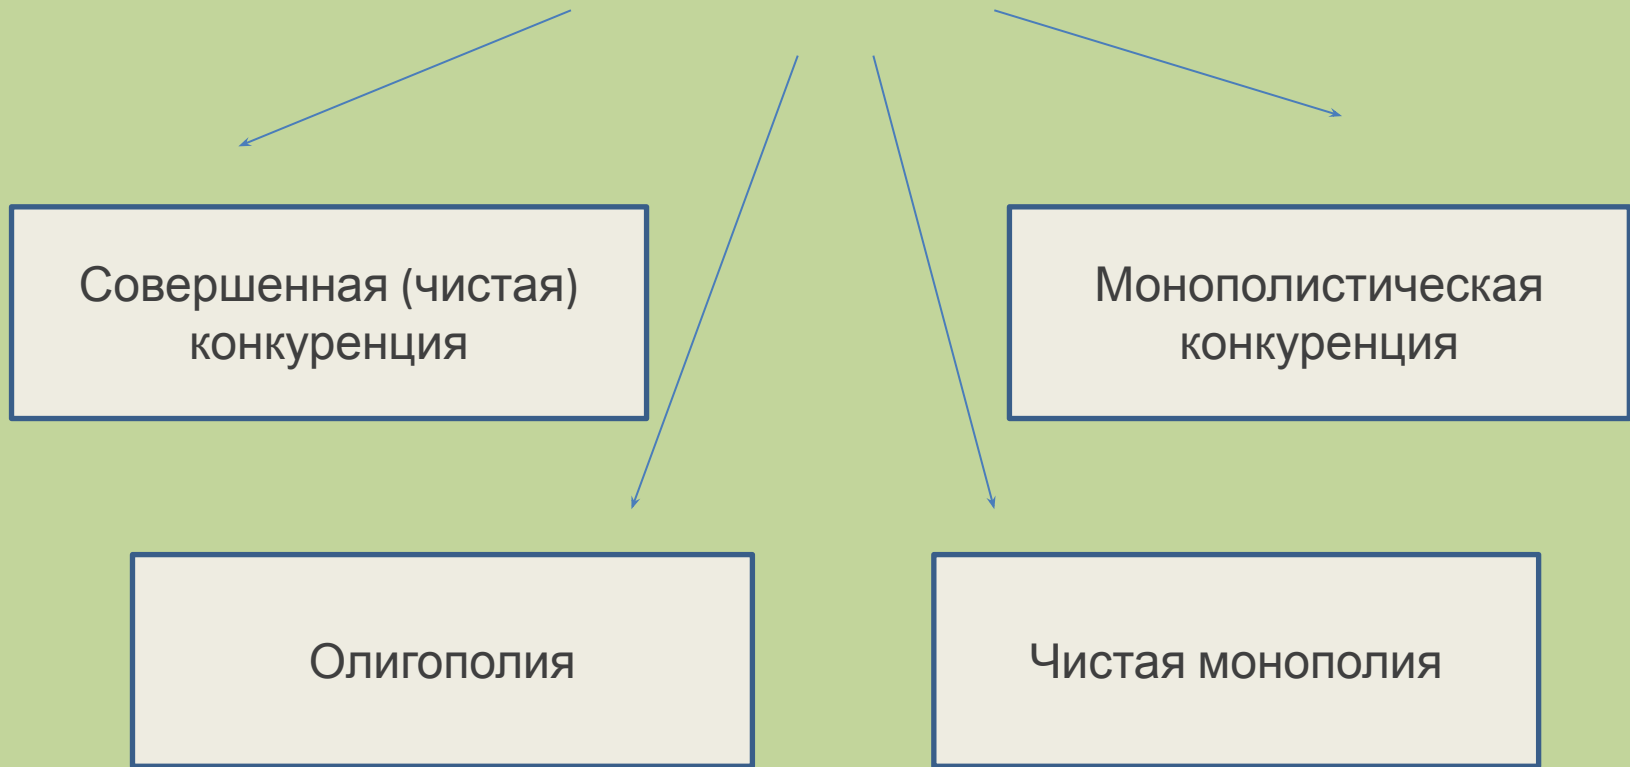 Совершенная (чистая)
конкуренция
Монополистическая
конкуренция
Олигополия
Чистая монополия